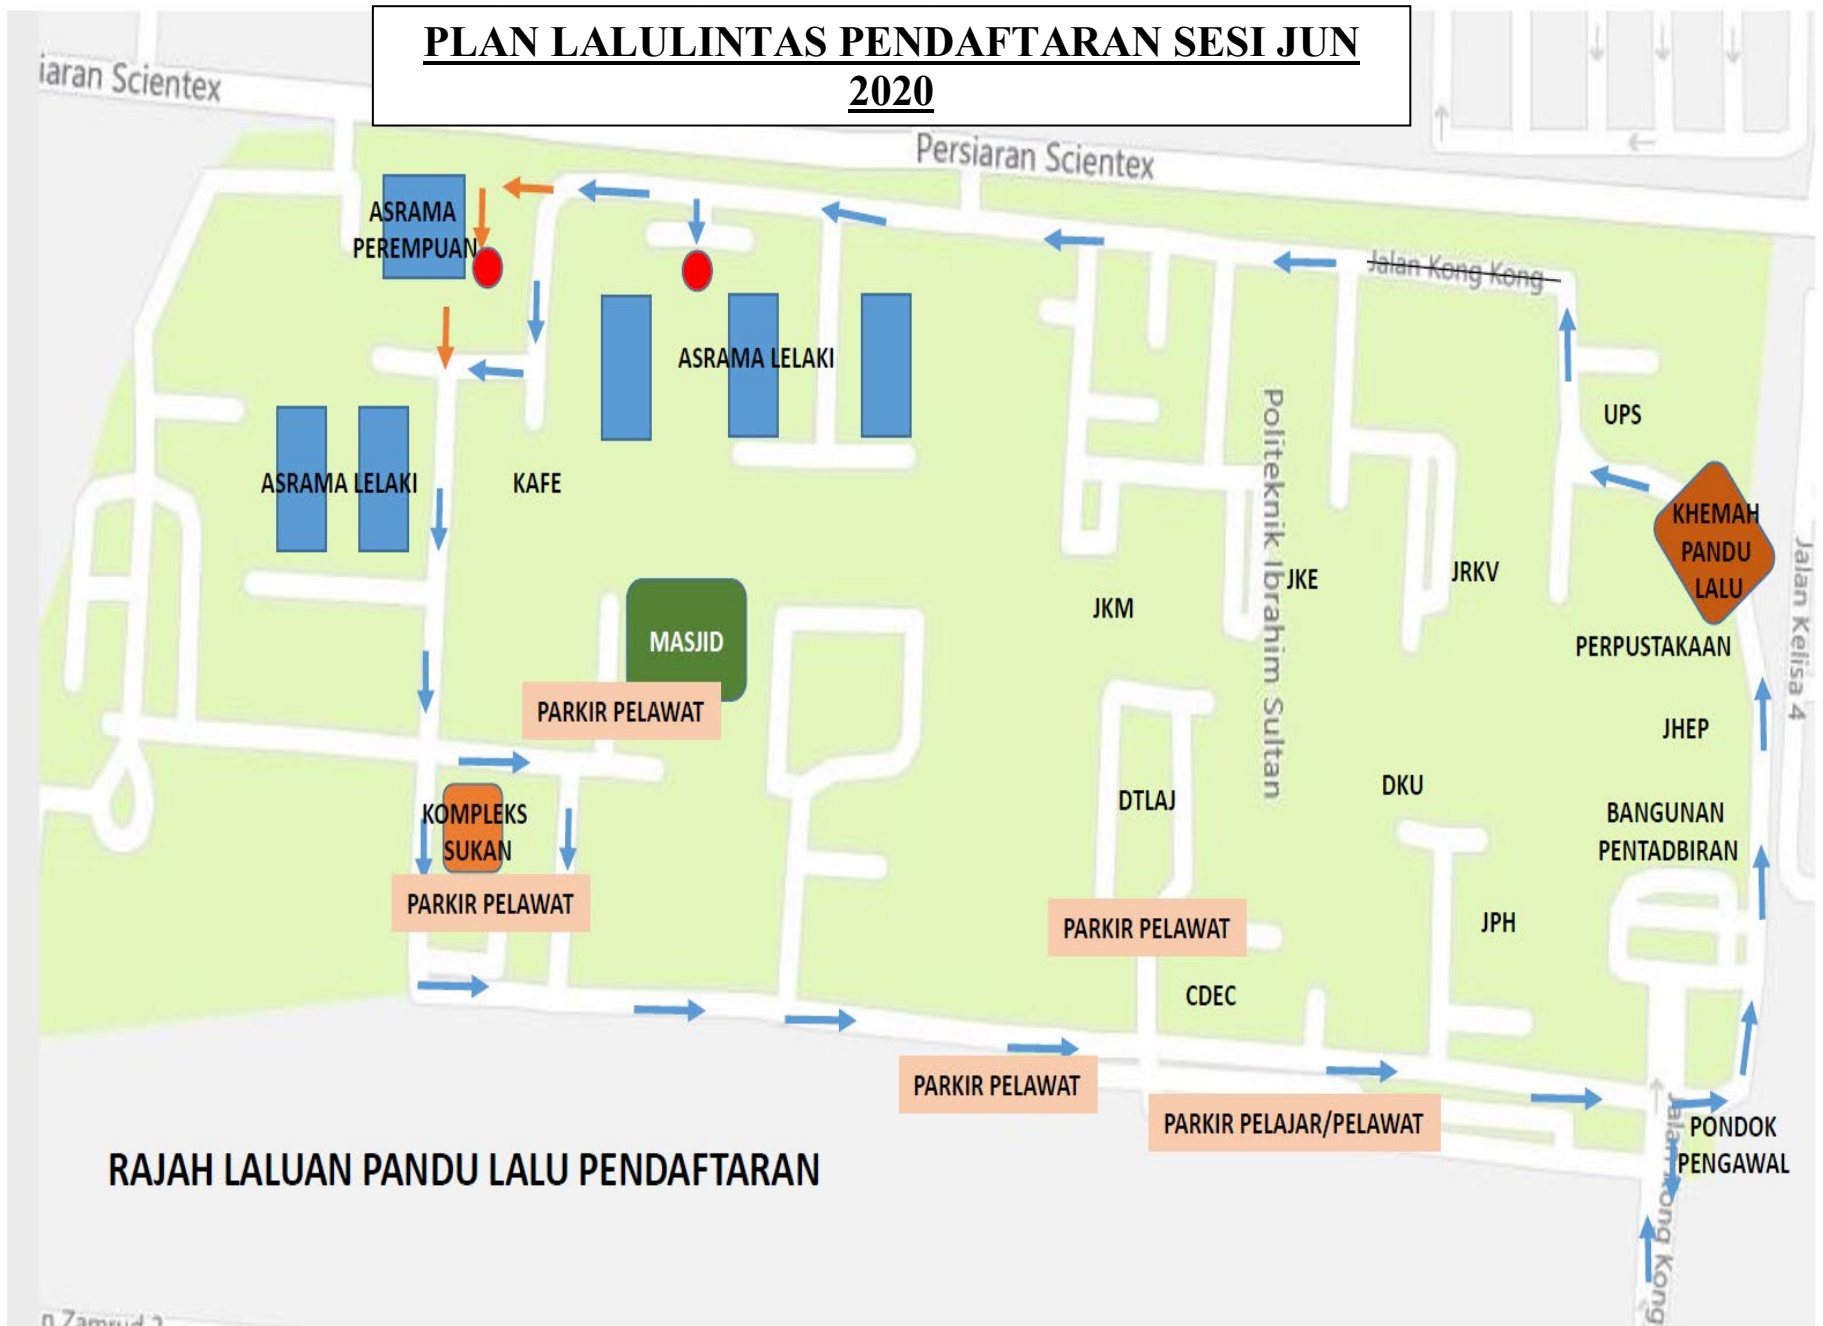 PLAN LALULINTAS PENDAFTARAN SESI JUN
2020
iaran Scientex
Persiaran Scientex
ASRAMA
PEREMPUAN
Jalan Kong Kong
ASRAMA LELAKI
UPS
ASRAMA LELAKI
KAFE
KHEMAH
PANDU
LALU
Politeknik Ibrahim Sultan
Jalan Kelisa 4
JKE
JRKV
JKM
MASJID
PERPUSTAKAAN
PARKIR PELAWAT
JHEP
DKU
DTLAJ
KOMPLEKS
SUKAN
BANGUNAN
PENTADBIRAN
PARKIR PELAWAT
PARKIR PELAWAT
JPH
CDEC
PARKIR PELAWAT
PARKIR PELAJAR/PELAWAT
PONDOK
PENGAWAL
Jalan Kong Kong
RAJAH LALUAN PANDU LALU PENDAFTARAN
n Zamrud 2